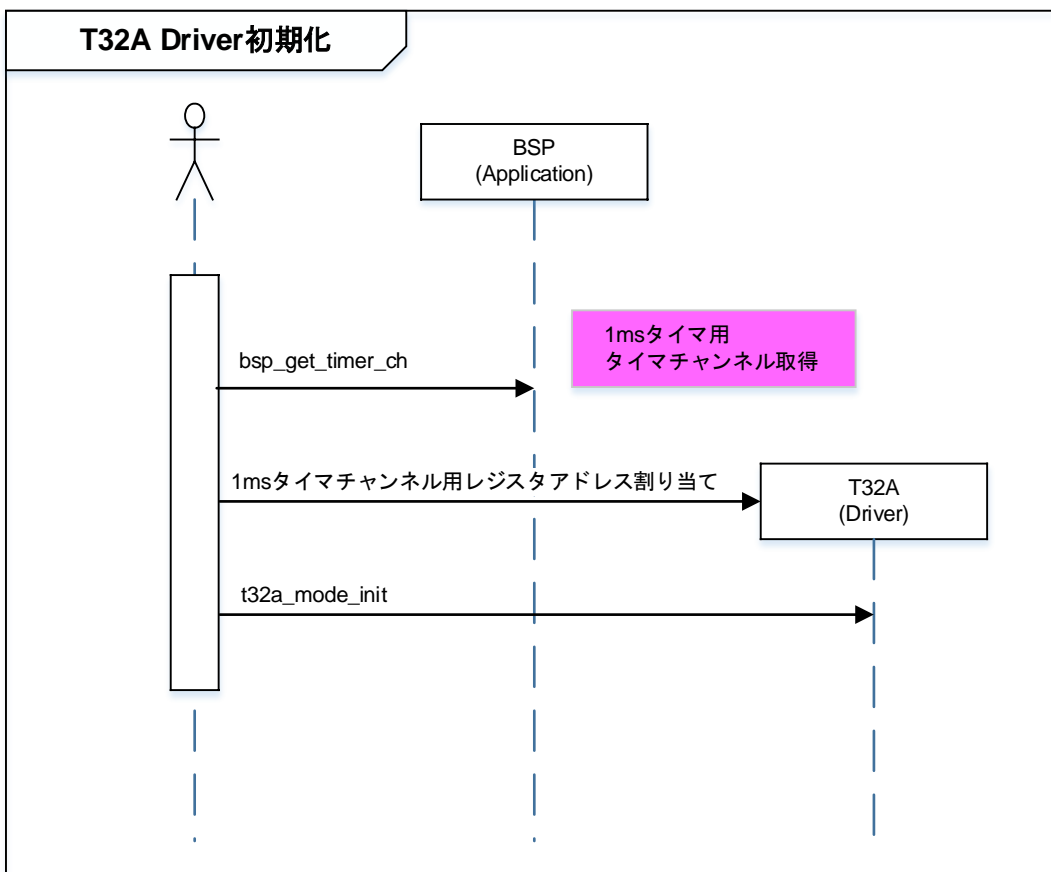 T32A Driver初期化
BSP
(Application)
1msタイマ用
タイマチャンネル取得
bsp_get_timer_ch
1msタイマチャンネル用レジスタアドレス割り当て
T32A
(Driver)
t32a_mode_init